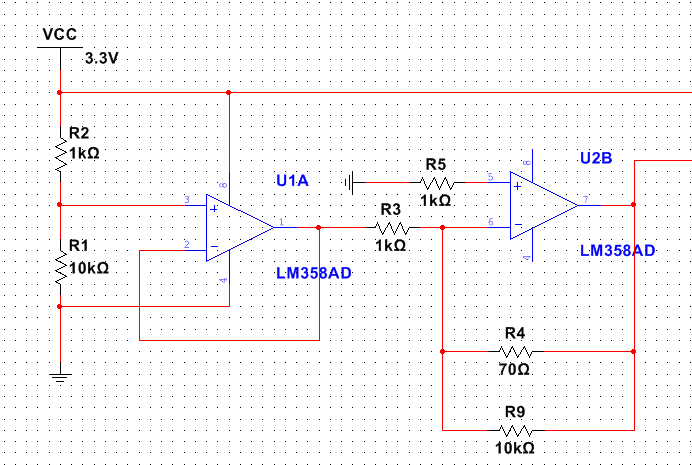 VCC
3.3V
R2
1kΩ
R1
10kΩ
U1A
3
2
8
4
1
LM358AD
R3
1kΩ
R5
1kΩ
U2B
5
6
8
4
7
LM358AD
R4
70Ω
R9
10kΩ